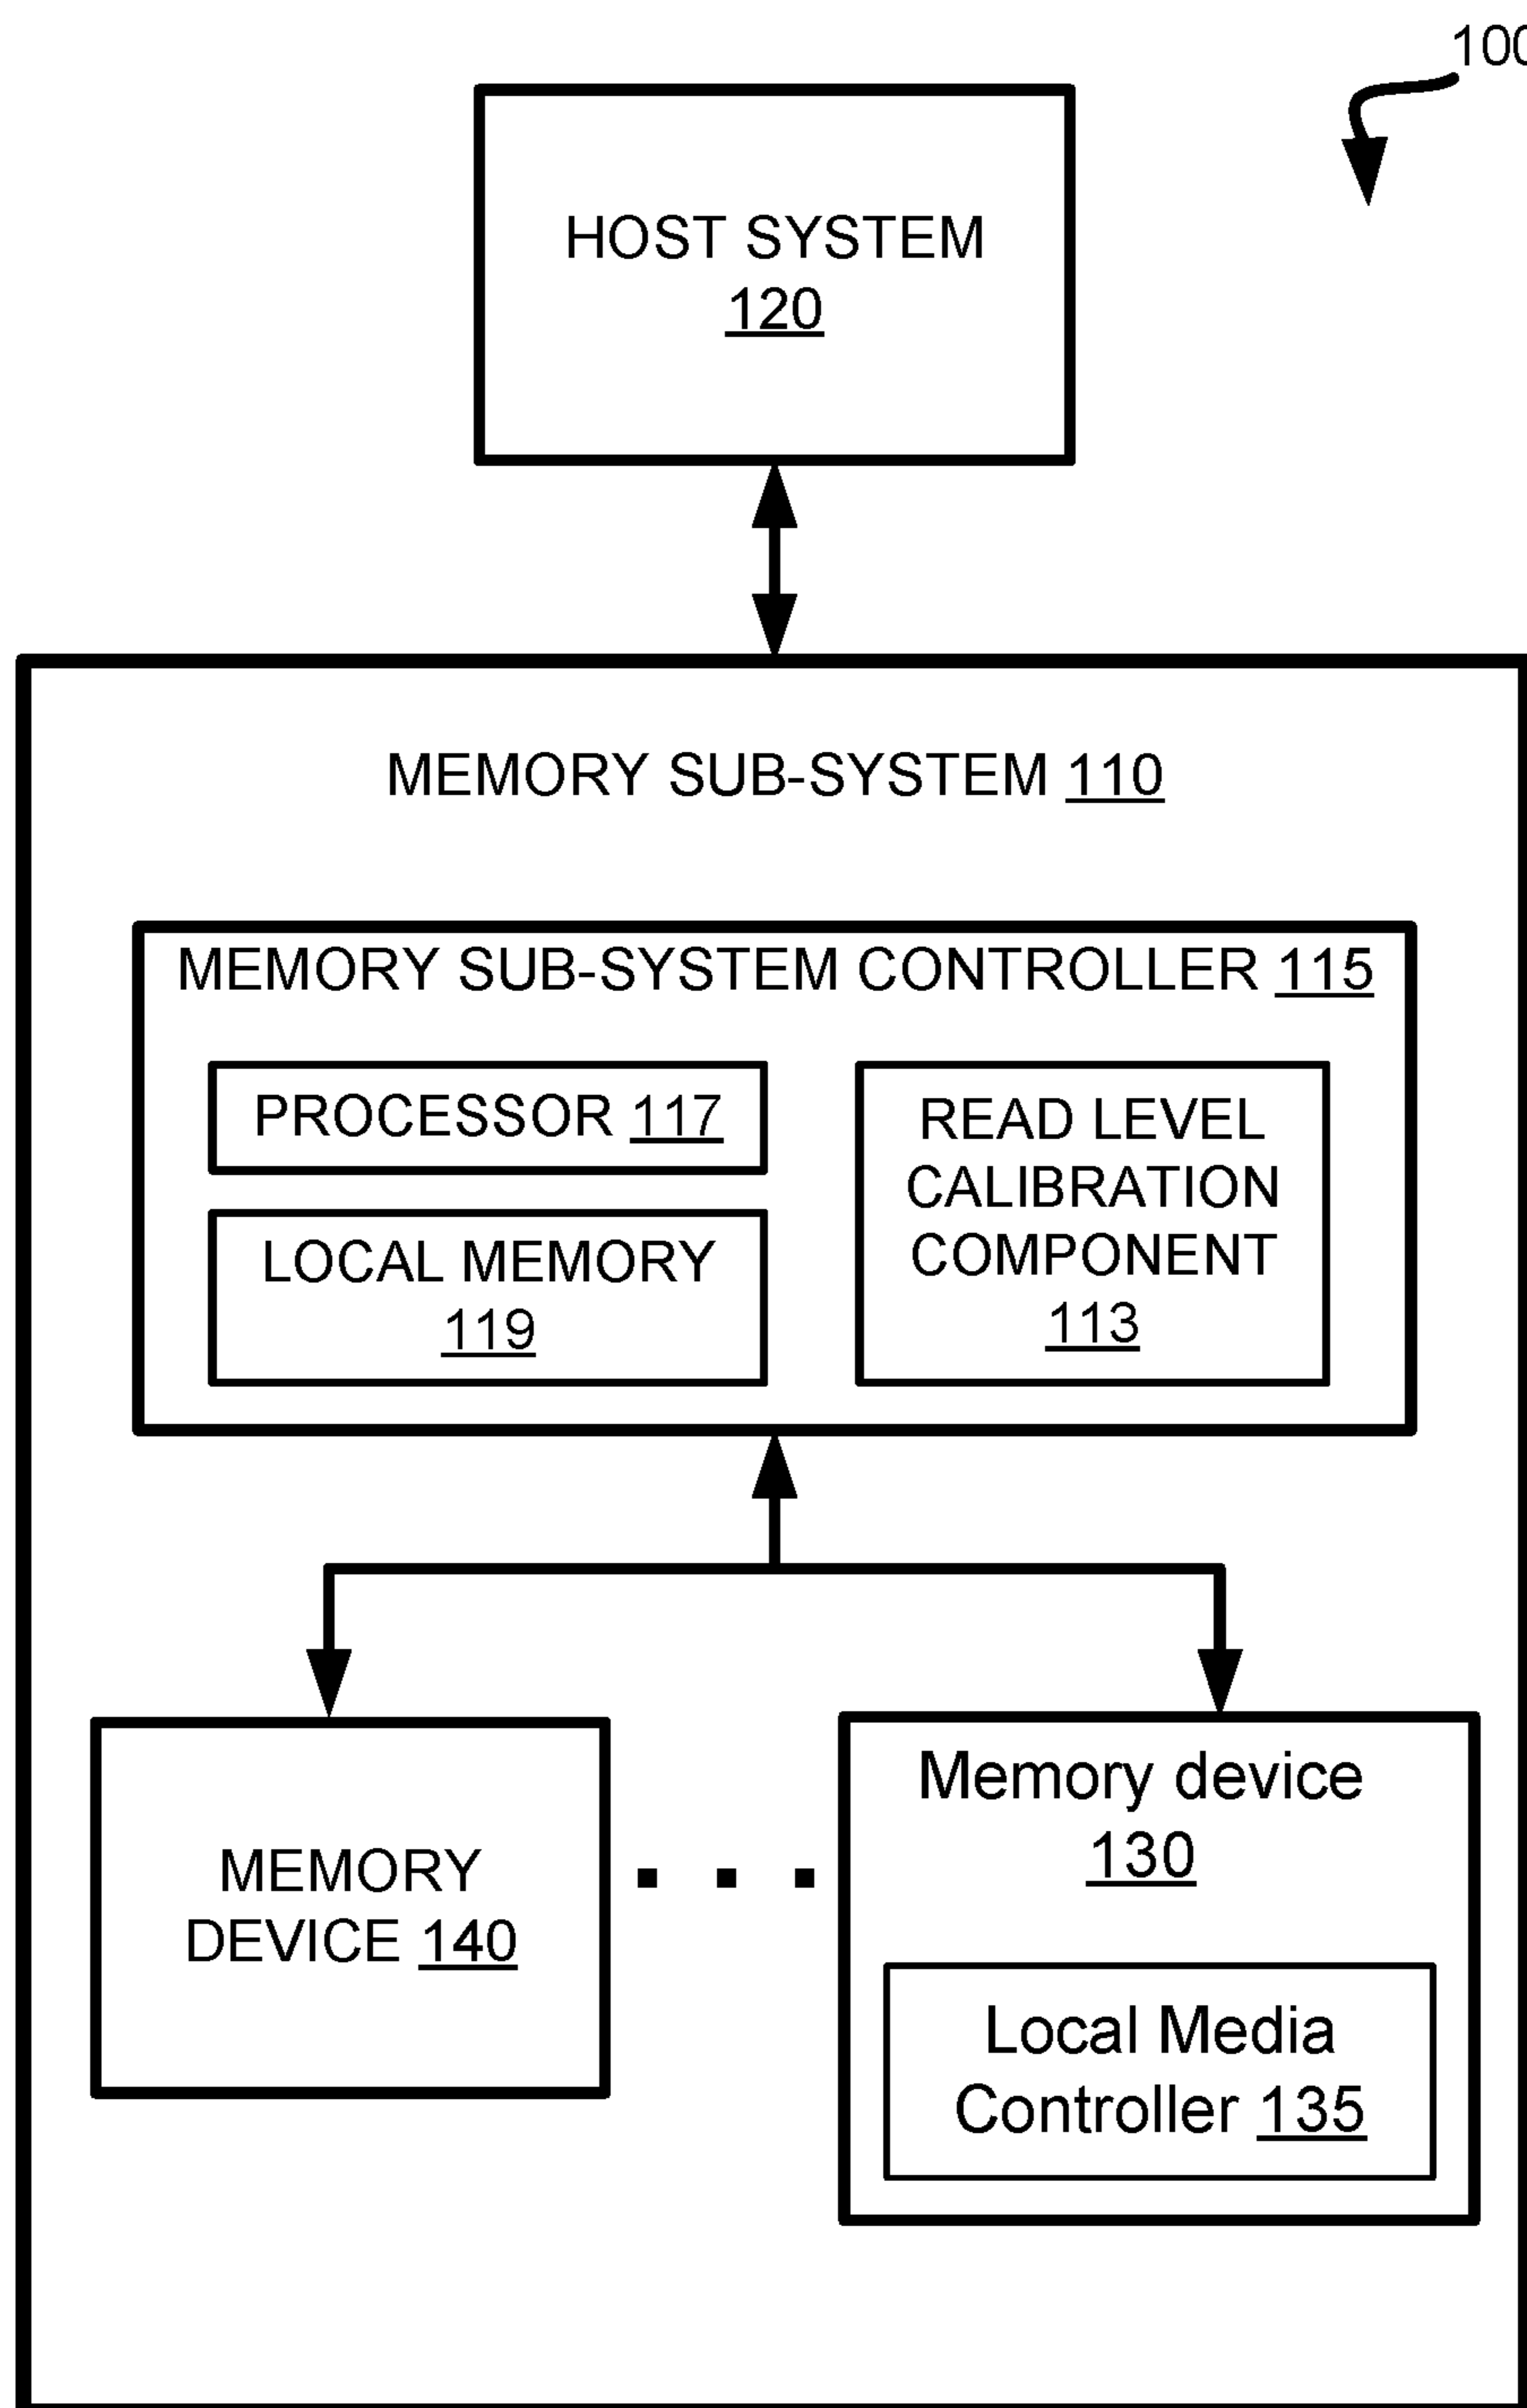 100
HOST SYSTEM
120
MEMORY SUB-SYSTEM 110
MEMORY SUB-SYSTEM CONTROLLER 115
PROCESSOR 117
LOCAL MEMORY
119
READ LEVEL
CALIBRATION
COMPONENT
113
MEMORY
DEVICE 140
Memory device
130
Local Media
Controller 135